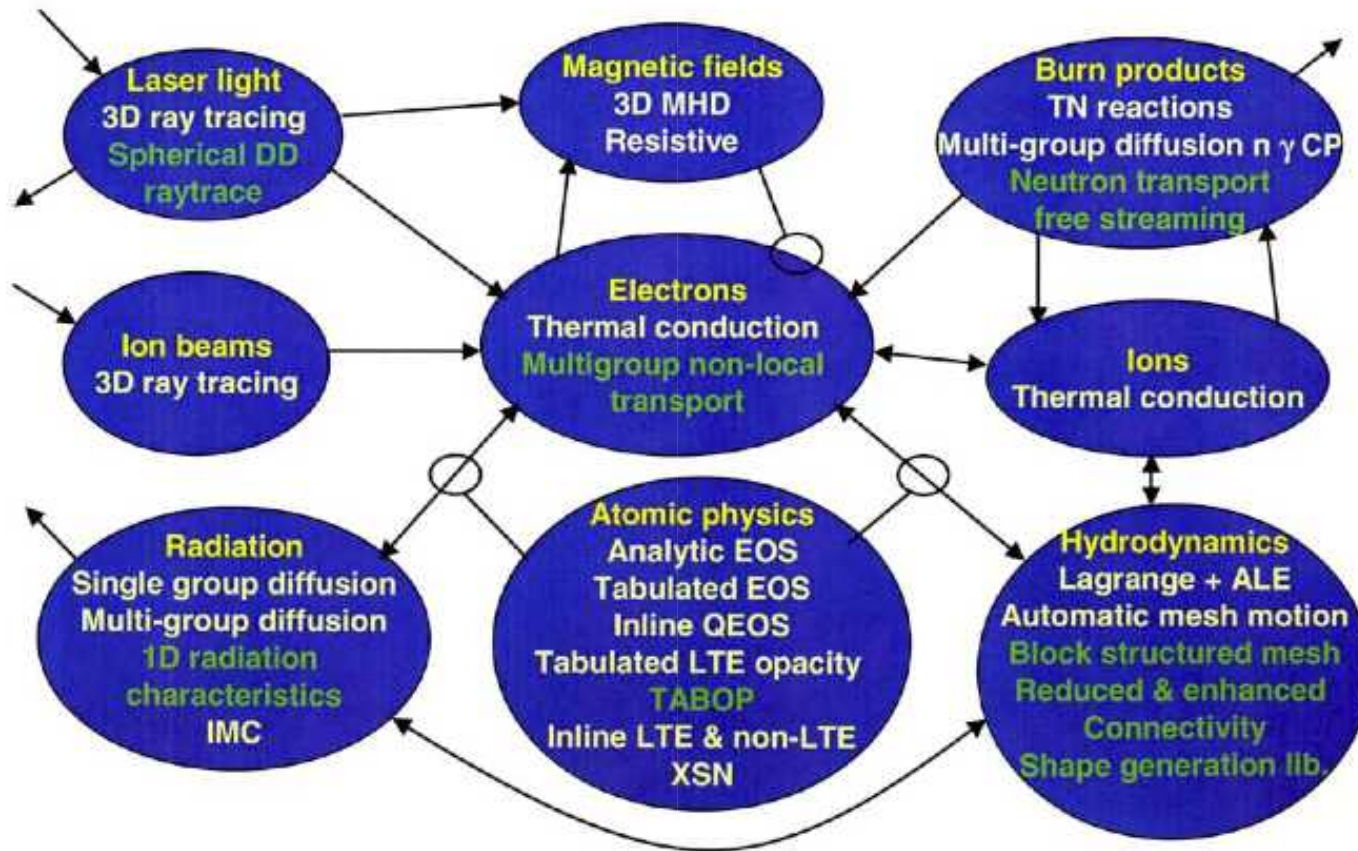 Laser light
3D ray tracing
Spherical DD
raytrace
Magnetic fields
3D MHD
Resistive
Burn products
TN reactions
Multi-group diffusion n γ CP
Neutron transport
free streaming
Ion beams
3D ray tracing
Electrons
Thermal conduction
Multigroup non-local
transport
Ions
Thermal conduction
Radiation
Single group diffusion
Multi-group diffusion
1D radiation
characteristics
IMC
Atomic physics
Analytic EOS
Tabulated EOS
Inline QEOS
Tabulated LTE opacity
TABOP
Inline LTE & non-LTE
XSN
Hydrodynamics
Lagrange + ALE
Automatic mesh motion
Block structured mesh
Reduced & enhanced
Connectivity
Shape generation lib.